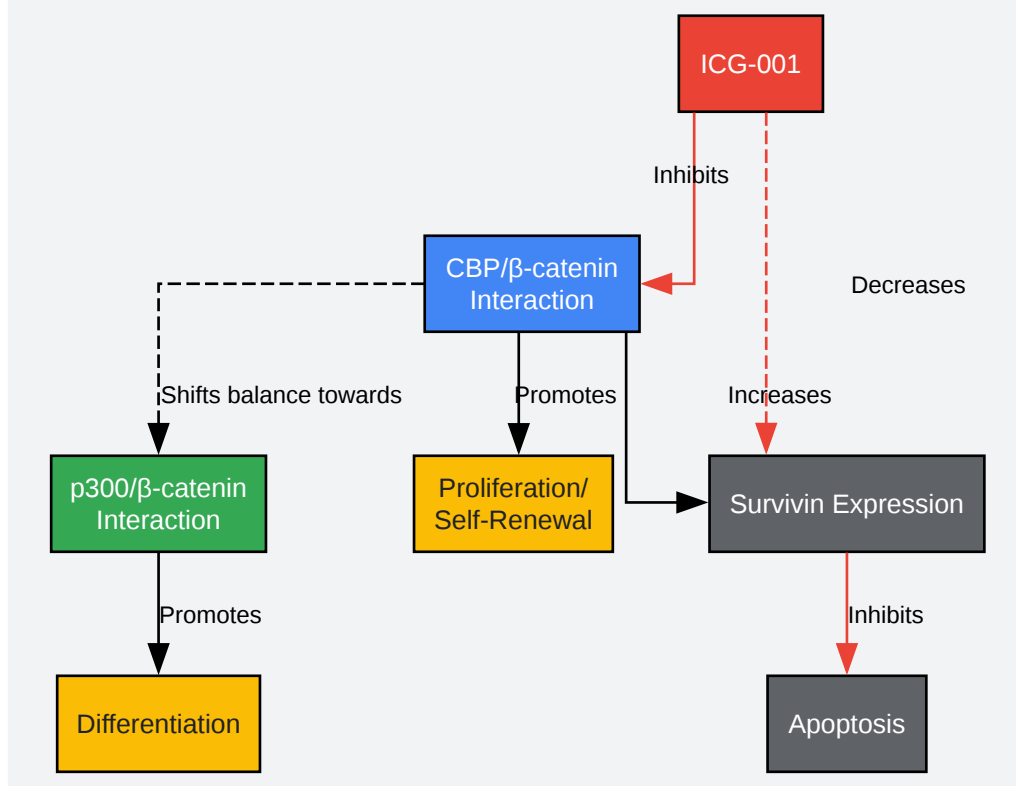 ICG-001
Inhibits
CBP/β-catenin
Interaction
Decreases
Shifts balance towards
Promotes
Increases
p300/β-catenin
Interaction
Proliferation/
Self-Renewal
Survivin Expression
Promotes
Inhibits
Differentiation
Apoptosis